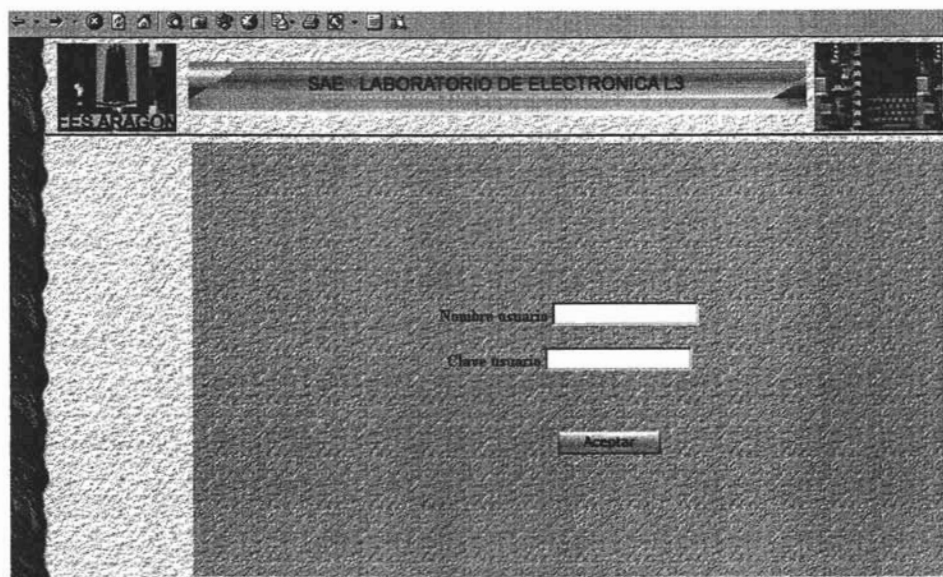 SAE LABORATORIO DE ELECTRONICA L3
FES ARAGON
Nombre usuario
Clave usuario
Aceptar